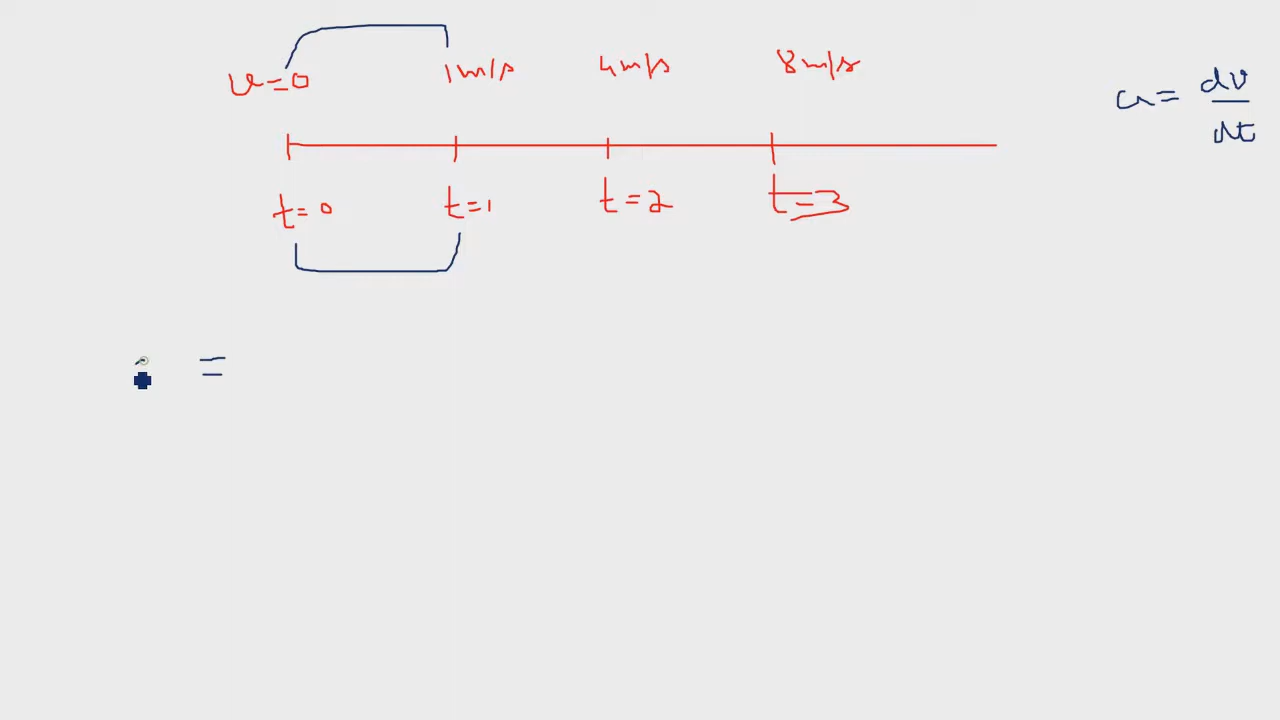 v=0 1m/s 4m/s 8m/s
a= dv/dt
t=0 t=1 t=2 t=3
=